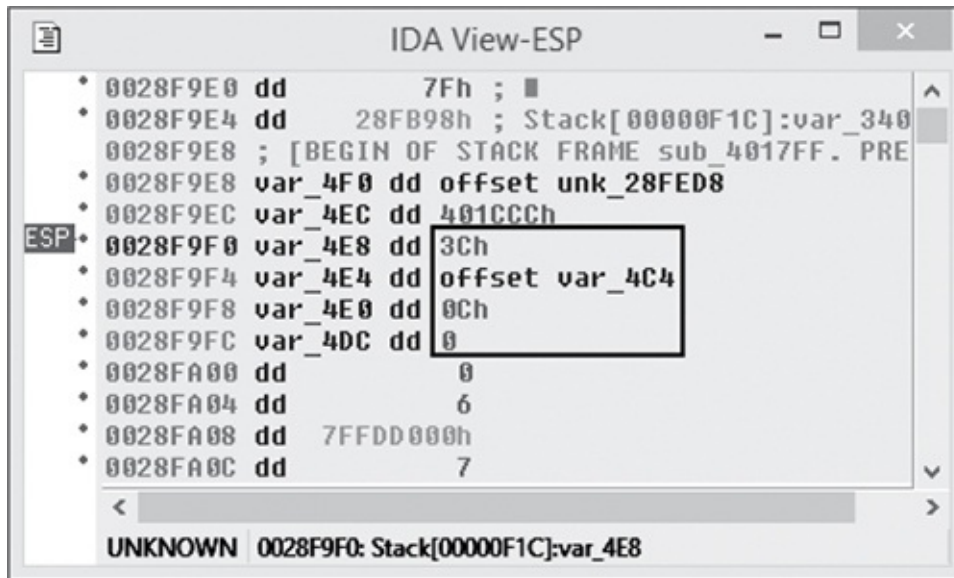 IDA View-ESP
0028F9E0 dd 7Fh ; ■
0028F9E4 dd 28FB98h ; Stack[00000F1C]:var_340
0028F9E8 ; [BEGIN OF STACK FRAME sub_4017FF. PRE
0028F9E8 var_4F0 dd offset unk_28FED8
0028F9EC var_4EC dd 401CCCh
ESP 0028F9F0 var_4E8 dd 3Ch
0028F9F4 var_4E4 dd offset var_4C4
0028F9F8 var_4E0 dd 0Ch
0028F9FC var_4DC dd 0
0028FA00 dd 0
0028FA04 dd 6
0028FA08 dd 7FFDD000h
0028FA0C dd 7
UNKNOWN 0028F9F0: Stack[00000F1C]:var_4E8